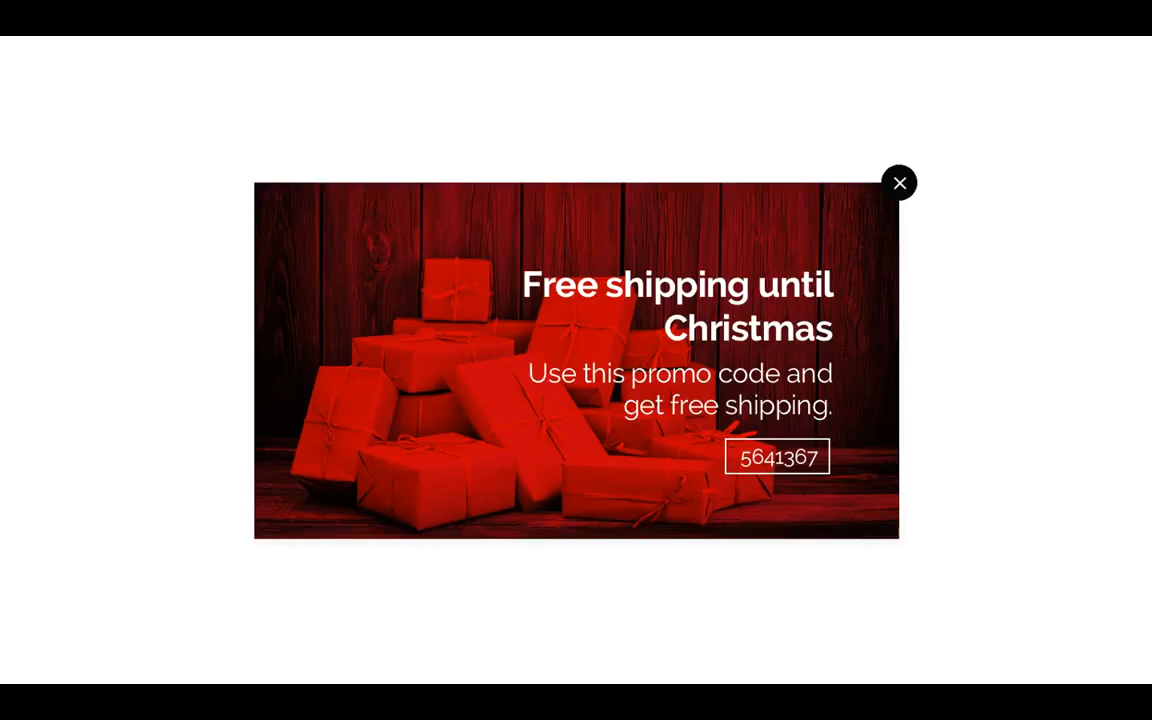 Free shipping until
Christmas
Use this promo code and
get free shipping.
5641367